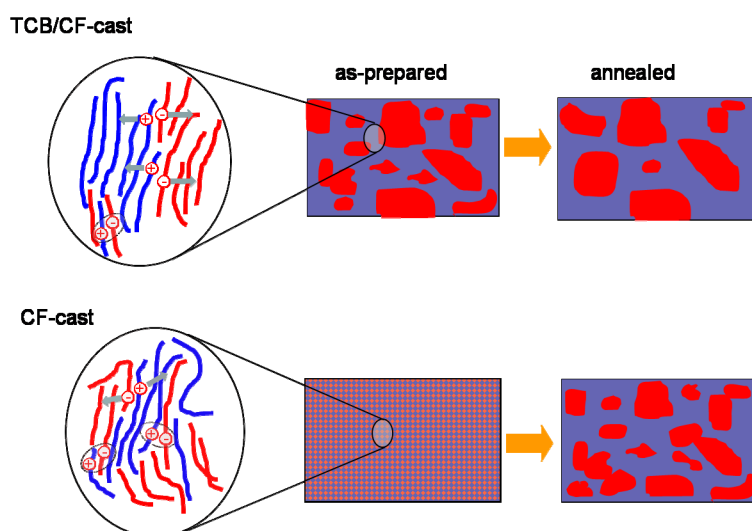 TCB/CF-cast
as-prepared
annealed
+ -
+ -
+ -
CF-cast
- +
+ -
+ -